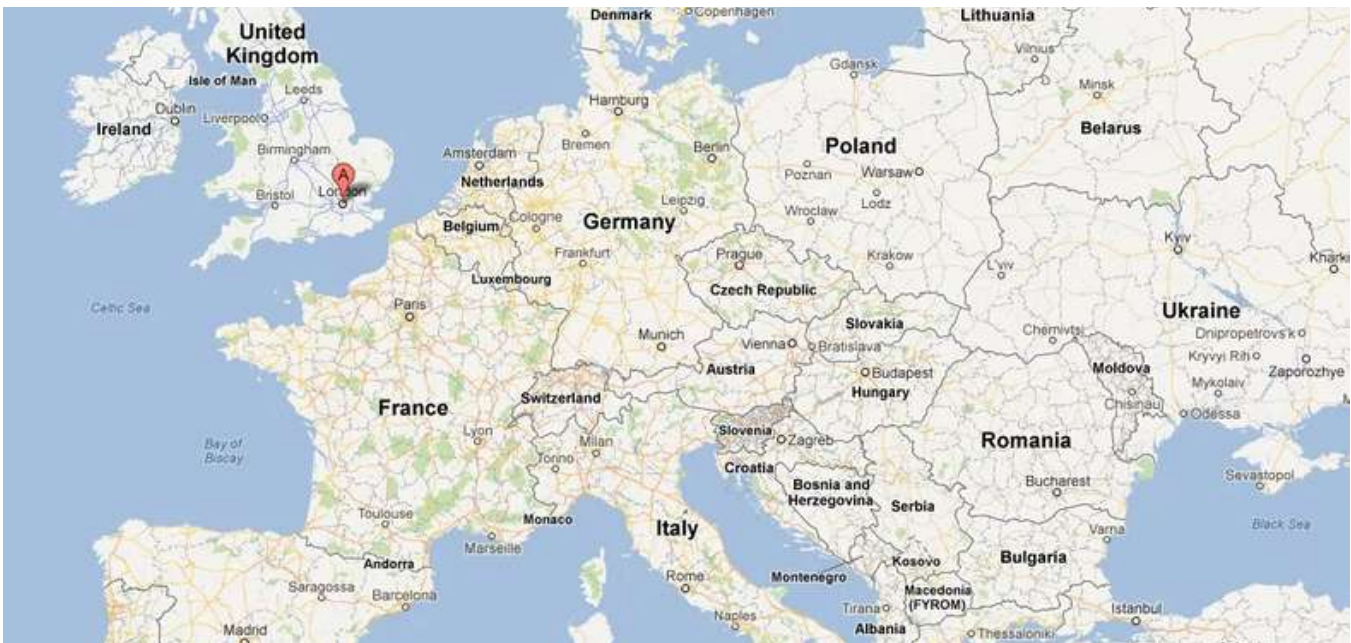 Denmark
Copenhagen
Lithuania
United
Kingdom
Vilnius
Isle of Man
Gdansk
Leeds
Minsk
Hamburg
Dublin
Liverpool
Ireland
Belarus
Bremen
Poland
Birmingham
Amsterdam
Berlin
A
Poznan
Warsaw
Netherlands
London
Bristol
Lodz
Leipzig
Cologne
Wroclaw
Belgium
Germany
Kyiv
Frankfurt
Prague
Krakow
L'viv
Kharki
Luxembourg
Czech Republic
Celtic Sea
Paris
Ukraine
Slovakia
Chernivtsi
Dnipropetrovs'k
Munich
Vienna
Bratislava
Kryvyi Rih
Austria
Budapest
Moldova
Zaporozhye
Hungary
Mykolaiv
Switzerland
Chisinau
France
Odessa
Slovenia
Lyon
Milan
Zagreb
Romania
Bay of
Biscay
Torino
Croatia
Sevastopol
Bosnia and
Herzegovina
Bucharest
Serbia
Toulouse
Monaco
Italy
Black Sea
Varna
Marseille
Bulgaria
Andorra
Kosovo
Montenegro
Rome
Saragossa
Macedonia
(FYROM)
Barcelona
Tirana
Istanbul
Naples
Madrid
Albania
Thessaloniki